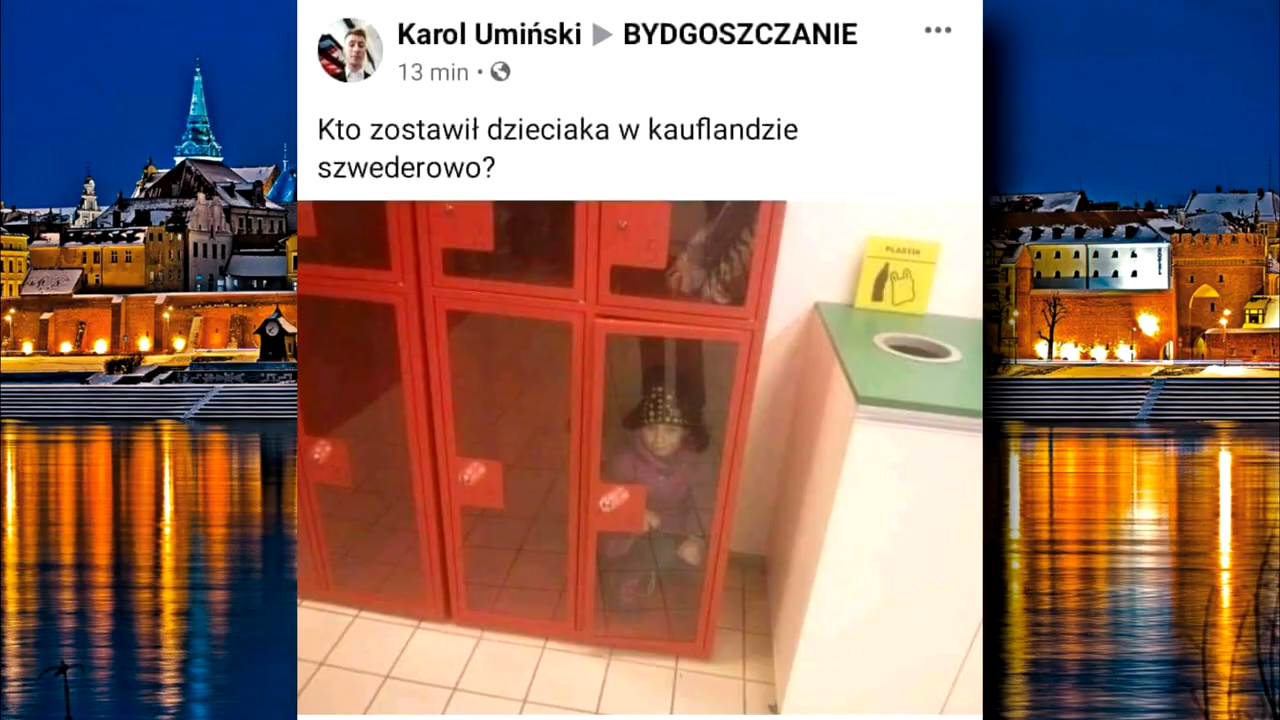 Karol Umiński ▶ BYDGOSZCZANIE
13 min •
Kto zostawił dzieciaka w kauflandzie
szwederowo?
PLASTIK